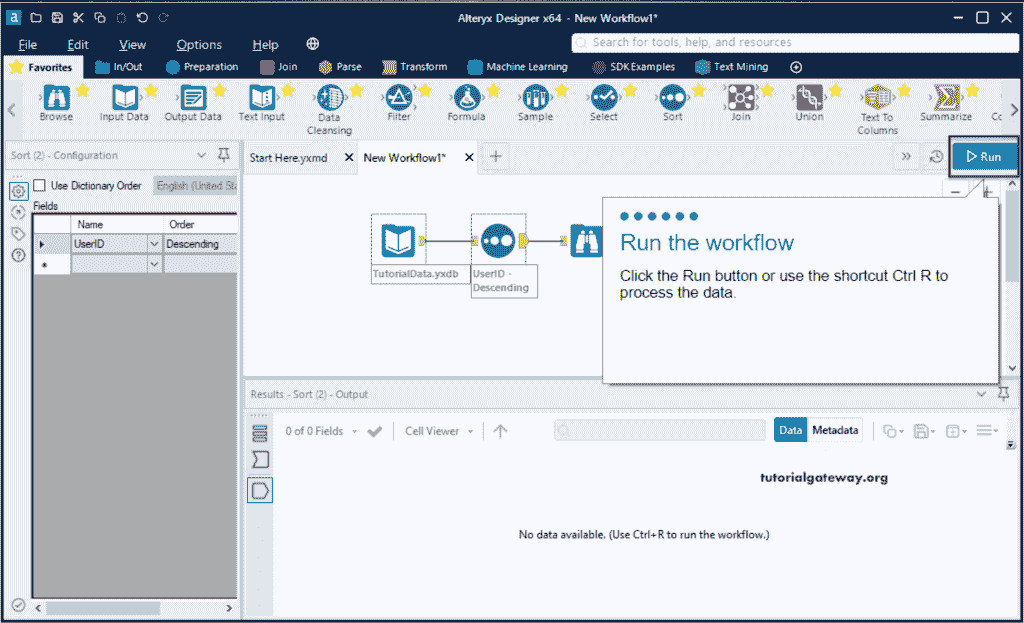 a
Alteryx Designer x64 - New Workflow1*
File Edit View Options Help
Search for tools, help, and resources
Favorites In/Out Preparation Join Parse Transform Machine Learning SDK Examples Text Mining
Browse Input Data Output Data Text Input Data Cleansing Filter Formula Sample Select Sort Join Union Text To Columns Summarize Co
Sort (2) - Configuration
Start Here.yxmd New Workflow1*
Run
Use Dictionary Order English (United Sta
Fields
Name Order
UserID Descending
TutorialData.yxdb
UserID -
Descending
Run the workflow
Click the Run button or use the shortcut Ctrl R to
process the data.
Results - Sort (2) - Output
0 of 0 Fields Cell Viewer Data Metadata
tutorialgateway.org
No data available. (Use Ctrl+R to run the workflow.)